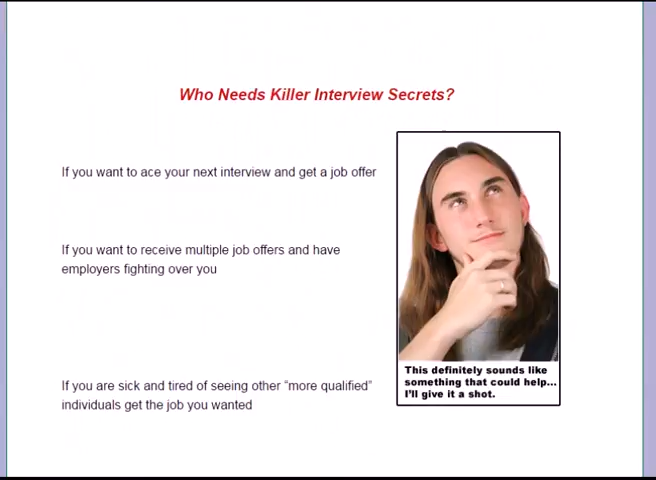 Who Needs Killer Interview Secrets?
If you want to ace your next interview and get a job offer
If you want to receive multiple job offers and have
employers fighting over you
If you are sick and tired of seeing other “more qualified”
individuals get the job you wanted
This definitely sounds like
something that could help...
I'll give it a shot.